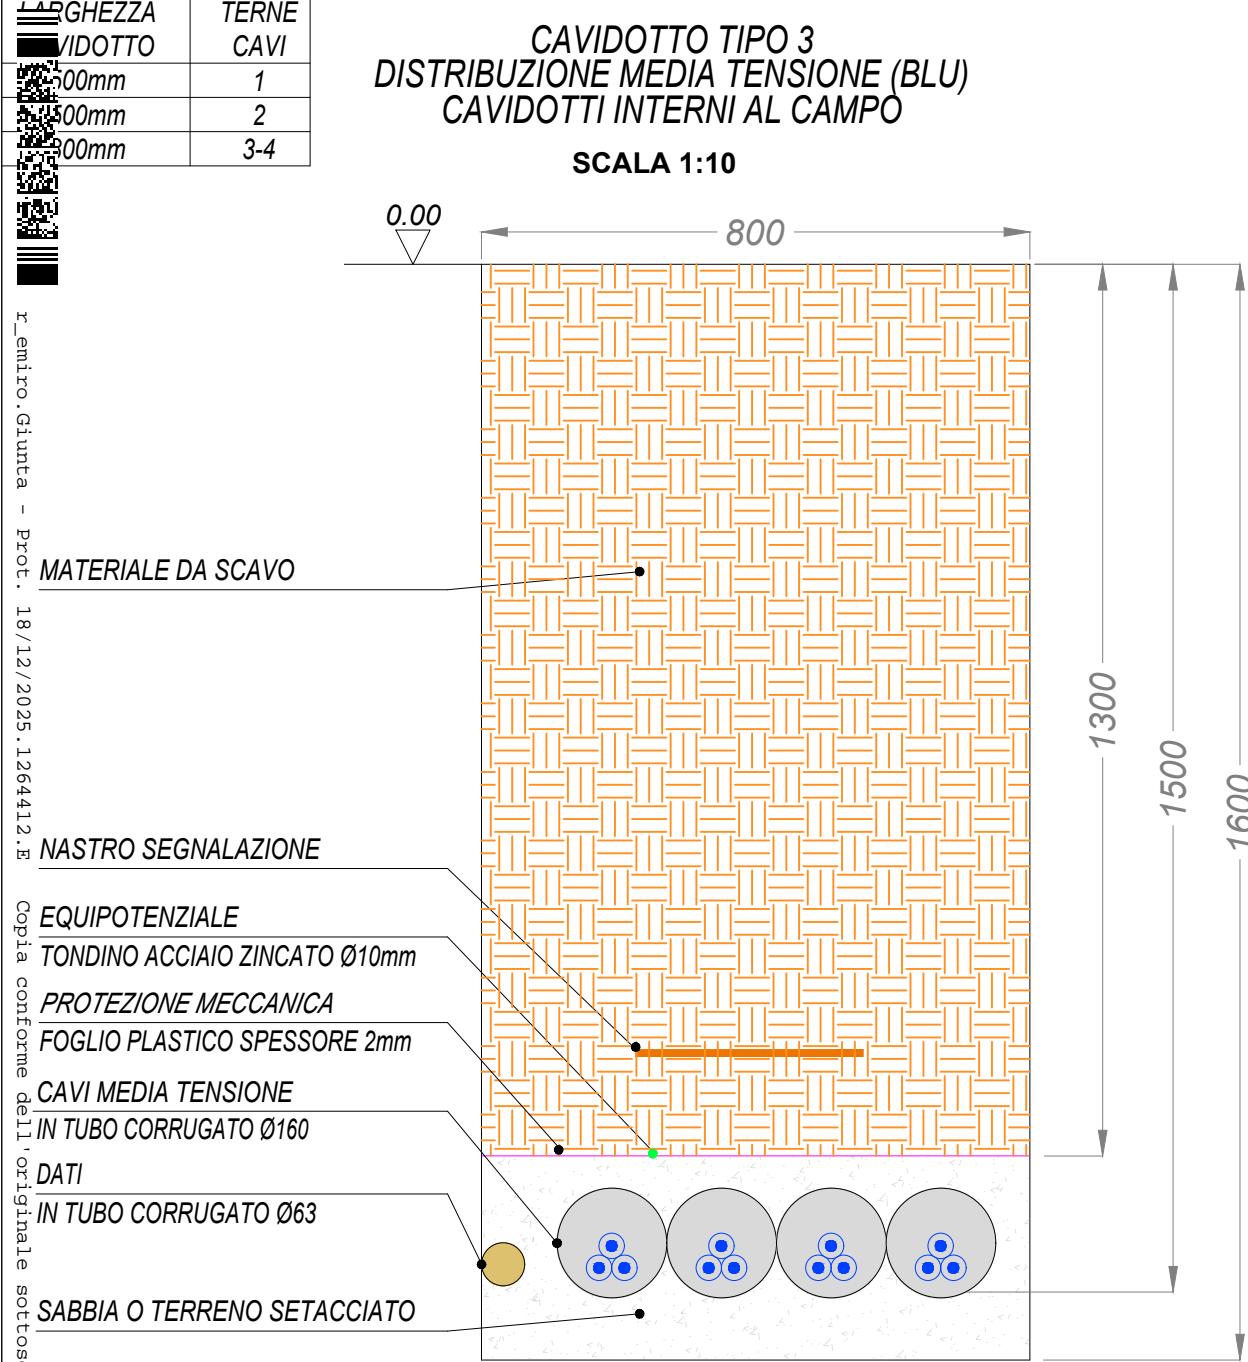 TERNE
CAVI
1
2
3-4
CAVIDOTTO TIPO 3
DISTRIBUZIONE MEDIA TENSIONE (BLU)
CAVIDOTTI INTERNI AL CAMPO
SCALA 1:10
0.00
800
1300
1500
1600
MATERIALE DA SCAVO
NASTRO SEGNALAZIONE
EQUIPOTENZIALE
TONDINO ACCIAIO ZINCATO Ø10mm
PROTEZIONE MECCANICA
FOGLIO PLASTICO SPESSORE 2mm
CAVI MEDIA TENSIONE
IN TUBO CORRUGATO Ø160
DATI
IN TUBO CORRUGATO Ø63
SABBIA O TERRENO SETACCIATO
r_emiro.Giunta - Prot. 18/12/2025.1264412.E Copia conforme dell'originale